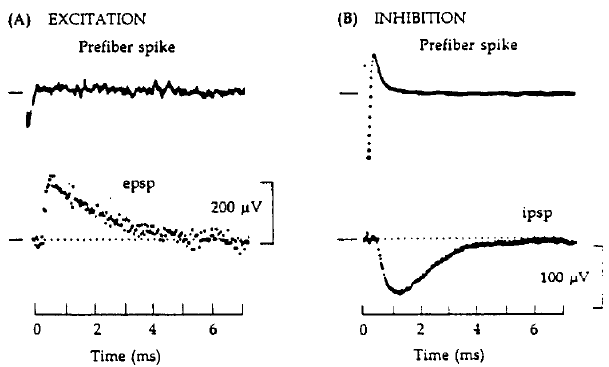 (A) EXCITATION
Prefiber spike
epsp
200 μV
0 2 4 6
Time (ms)
(B) INHIBITION
Prefiber spike
ipsp
100 μV
0 2 4 6
Time (ms)